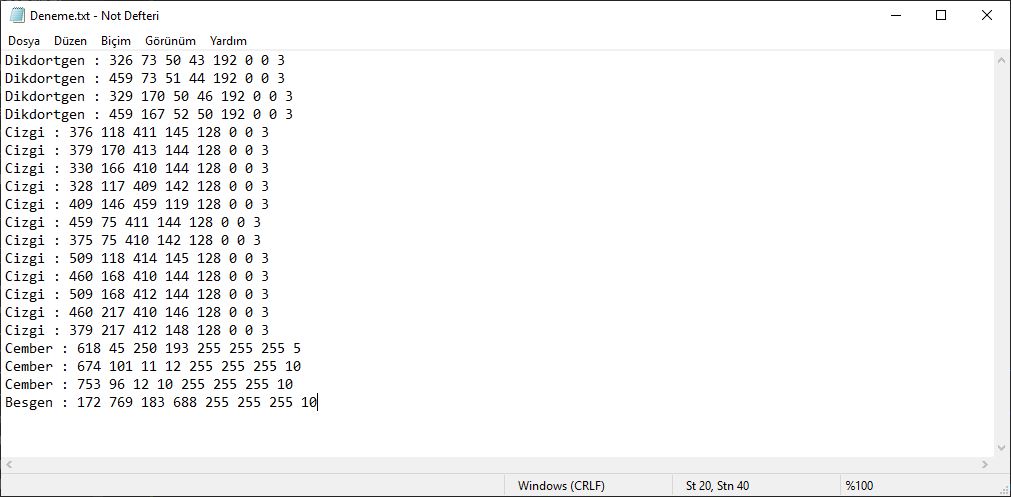 Deneme.txt - Not Defteri
Dosya Düzen Biçim Görünüm Yardım
Dikdortgen : 326 73 50 43 192 0 0 3
Dikdortgen : 459 73 51 44 192 0 0 3
Dikdortgen : 329 170 50 46 192 0 0 3
Dikdortgen : 459 167 52 50 192 0 0 3
Cizgi : 376 118 411 145 128 0 0 3
Cizgi : 379 170 413 144 128 0 0 3
Cizgi : 330 166 410 144 128 0 0 3
Cizgi : 328 117 409 142 128 0 0 3
Cizgi : 409 146 459 119 128 0 0 3
Cizgi : 459 75 411 144 128 0 0 3
Cizgi : 375 75 410 142 128 0 0 3
Cizgi : 509 118 414 145 128 0 0 3
Cizgi : 460 168 410 144 128 0 0 3
Cizgi : 509 168 412 144 128 0 0 3
Cizgi : 460 217 410 146 128 0 0 3
Cizgi : 379 217 412 148 128 0 0 3
Cember : 618 45 250 193 255 255 255 5
Cember : 674 101 11 12 255 255 255 10
Cember : 753 96 12 10 255 255 255 10
Besgen : 172 769 183 688 255 255 255 10
Windows (CRLF) St 20, Stn 40 %100